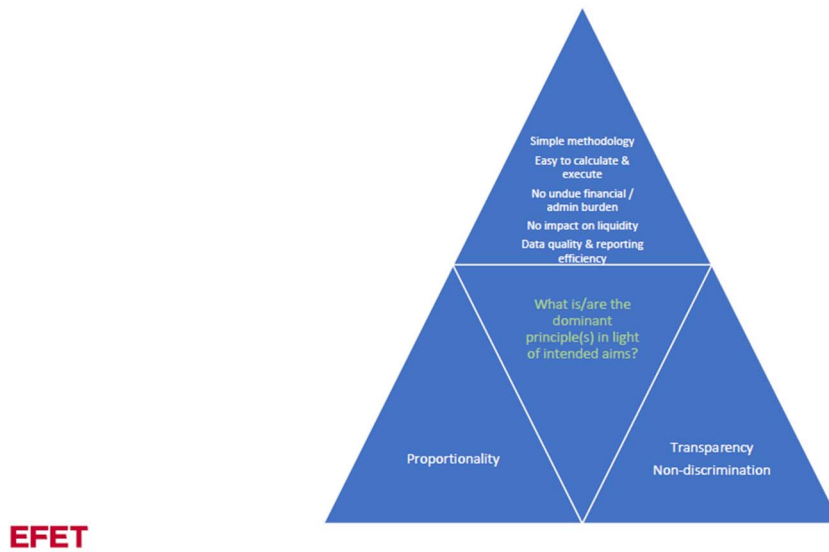 Simple methodology
Easy to calculate &
execute
No undue financial /
admin burden
No impact on liquidity
Data quality & reporting
efficiency
What is/are the
dominant
principle(s) in light
of intended aims?
Proportionality
Transparency
Non-discrimination
EFET